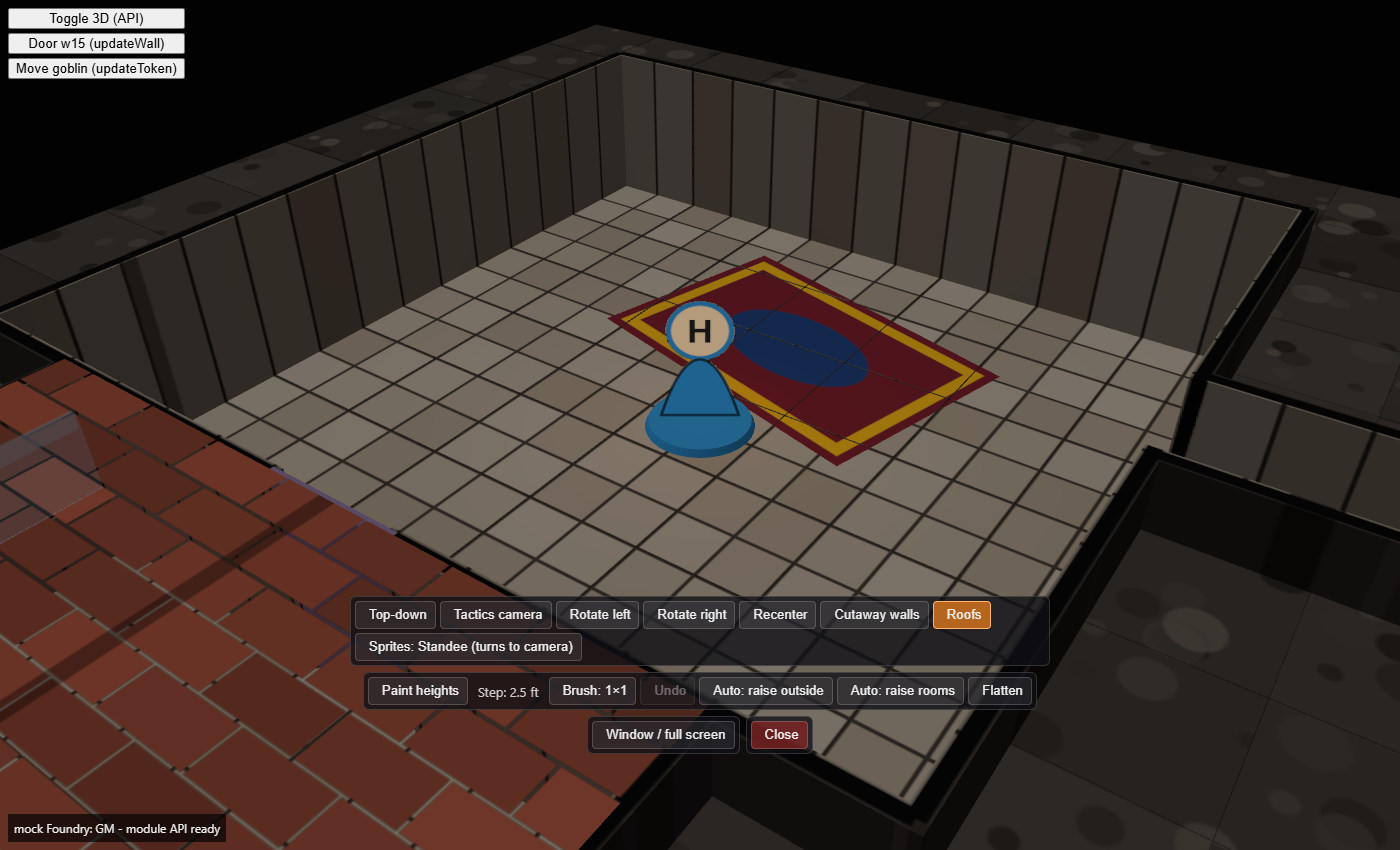 Toggle 3D (API)
Door w15 (updateWall)
Move goblin (updateToken)
H
Top-down Tactics camera Rotate left Rotate right Recenter Cutaway walls Roofs
Sprites: Standee (turns to camera)
Paint heights Step: 2.5 ft Brush: 1×1 Undo Auto: raise outside Auto: raise rooms Flatten
Window / full screen Close
mock Foundry: GM - module API ready